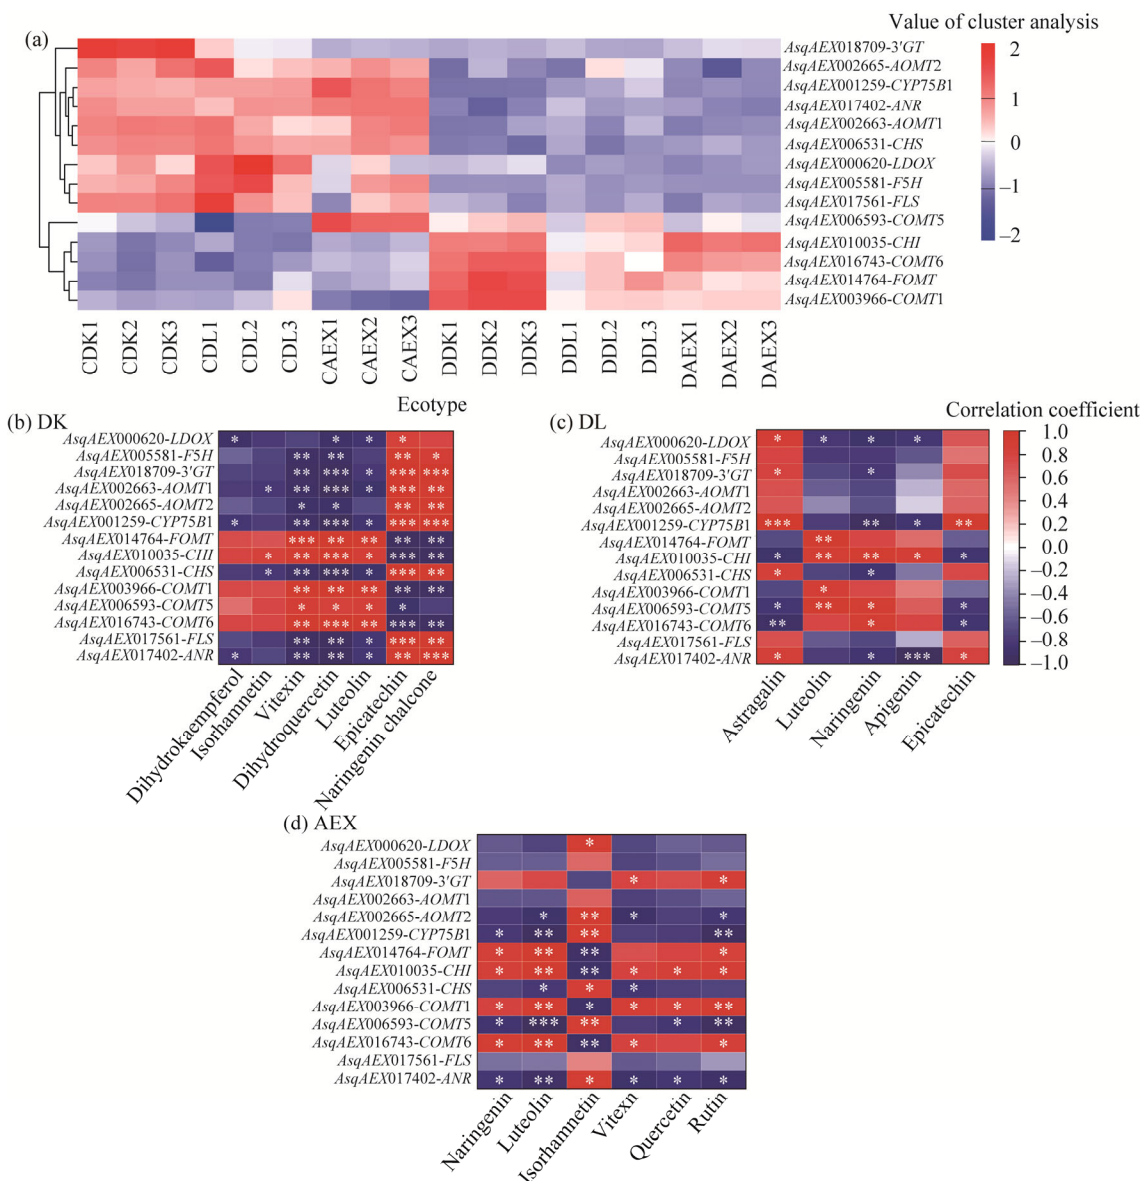 Value of cluster analysis
(a)
AsqAEX018709-3'GT
AsqAEX002665-AOMT2
AsqAEX001259-CYP75B1
AsqAEX017402-ANR
AsqAEX002663-AOMT1
AsqAEX006531-CHS
AsqAEX000620-LDOX
AsqAEX005581-F5H
AsqAEX017561-FLS
AsqAEX006593-COMT5
AsqAEX010035-CHI
AsqAEX016743-COMT6
AsqAEX014764-FOMT
AsqAEX003966-COMT1
2
1
0
–1
–2
CDK1
CDK2
CDK3
CDL1
CDL2
CDL3
CAEX1
CAEX2
CAEX3
DDK1
DDK2
DDK3
DDL1
DDL2
DDL3
DAEX1
DAEX2
DAEX3
Ecotype
(b) DK
AsqAEX000620-LDOX * * * *
AsqAEX005581-F5H ** ** ** *
AsqAEX018709-3'GT ** *** * *** ***
AsqAEX002663-AOMT1 * ** *** * ** **
AsqAEX002665-AOMT2 * * ** **
AsqAEX001259-CYP75B1 * ** *** * *** ***
AsqAEX014764-FOMT *** ** ** ** **
AsqAEX010035-CIII * ** ** * *** **
AsqAEX006531-CHS * ** *** * ** **
AsqAEX003966-COMT1 ** ** ** ** **
AsqAEX006593-COMT5 * * * *
AsqAEX016743-COMT6 ** ** ** *** **
AsqAEX017561-FLS ** ** * *** **
AsqAEX017402-ANR * ** ** * ** ***
Dihydrokaempferol
Isorhamnetin
Vitexin
Dihydroquercetin
Luteolin
Epicatechin
Naringenin chalcone
(c) DL
AsqAEX000620-LDOX * * * *
AsqAEX005581-F5H
AsqAEX018709-3'GT * *
AsqAEX002663-AOMT1
AsqAEX002665-AOMT2
AsqAEX001259-CYP75B1 *** ** * **
AsqAEX014764-FOMT **
AsqAEX010035-CHI * ** ** * *
AsqAEX006531-CHS * *
AsqAEX003966-COMT1 *
AsqAEX006593-COMT5 * ** * *
AsqAEX016743-COMT6 ** * *
AsqAEX017561-FLS
AsqAEX017402-ANR * * *** *
Astragalin
Luteolin
Naringenin
Apigenin
Epicatechin
Correlation coefficient
1.0
0.8
0.6
0.4
0.2
0.0
–0.2
–0.4
–0.6
–0.8
–1.0
(d) AEX
AsqAEX000620-LDOX *
AsqAEX005581-F5H
AsqAEX018709-3'GT * *
AsqAEX002663-AOMT1
AsqAEX002665-AOMT2 * ** * *
AsqAEX001259-CYP75B1 * ** ** **
AsqAEX014764-FOMT * ** ** *
AsqAEX010035-CHI * ** ** * * *
AsqAEX006531-CHS * * *
AsqAEX003966-COMT1 * ** * * * **
AsqAEX006593-COMT5 * *** ** * **
AsqAEX016743-COMT6 * ** ** * *
AsqAEX017561-FLS
AsqAEX017402-ANR * ** * * * *
Naringenin
Luteolin
Isorhamnetin
Vitexn
Quercetin
Rutin